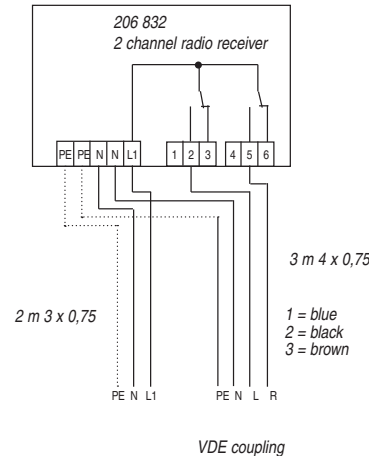 206 832
2 channel radio receiver
PE PE N N L1 1 2 3 4 5 6
3 m 4 x 0,75
2 m 3 x 0,75
1 = blue
2 = black
3 = brown
PE N L1 PE N L R
VDE coupling